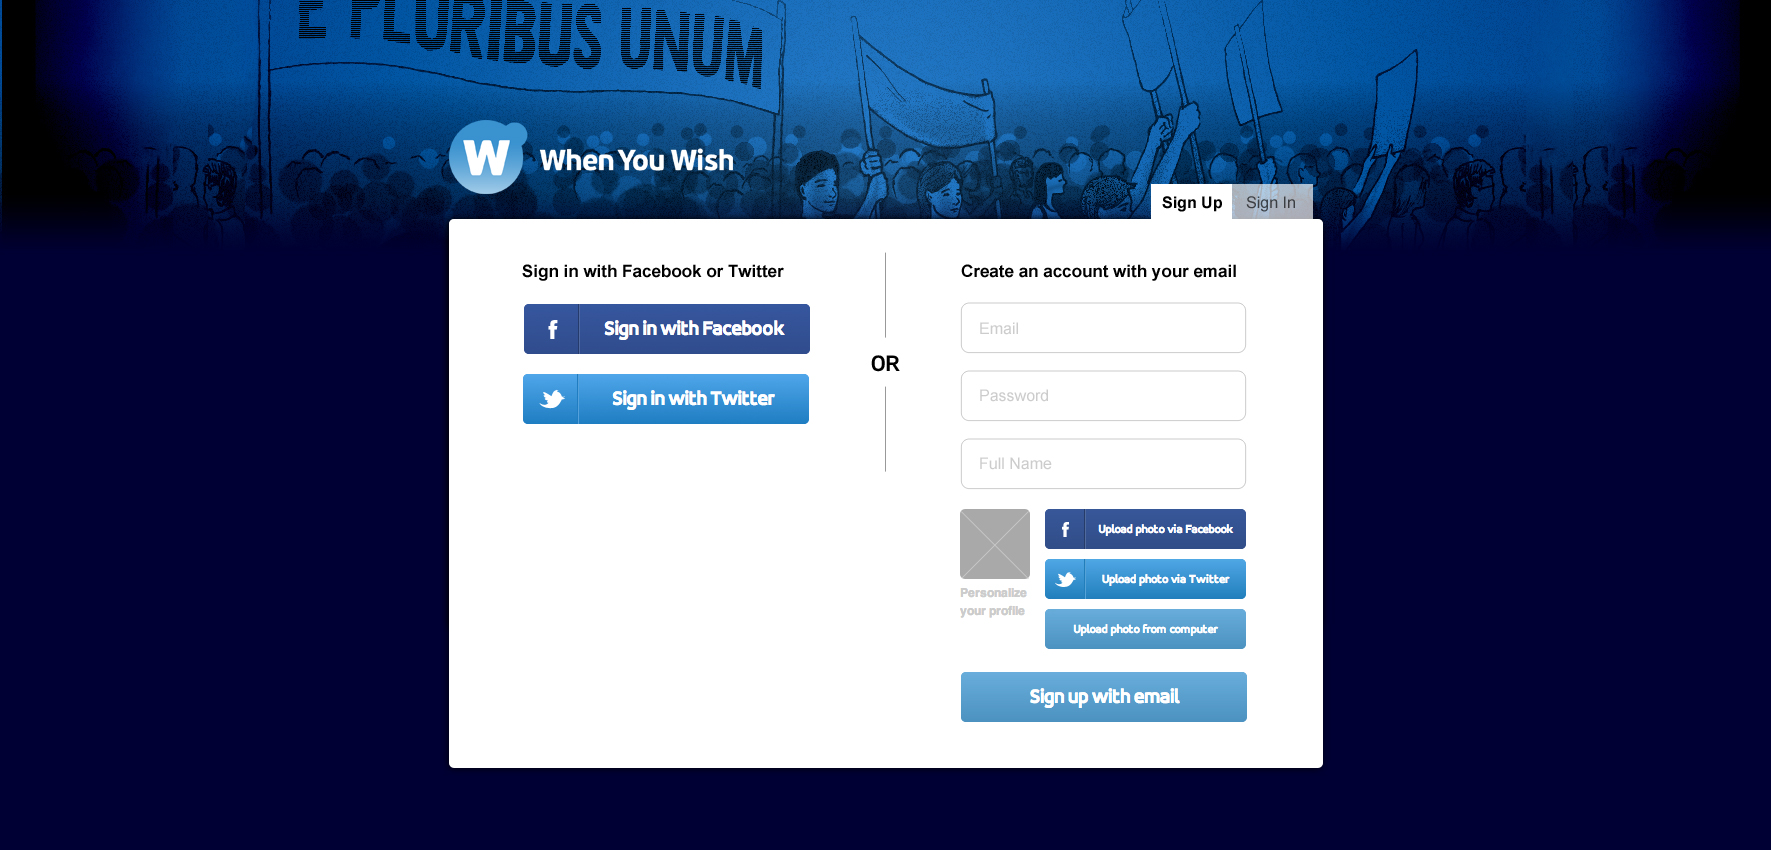 E PLURIBUS UNUM
W When You Wish
Sign Up Sign In
Sign in with Facebook or Twitter
f Sign in with Facebook
Sign in with Twitter
OR
Create an account with your email
Email
Password
Full Name
Personalize
your profile
f Upload photo via Facebook
Upload photo via Twitter
Upload photo from computer
Sign up with email